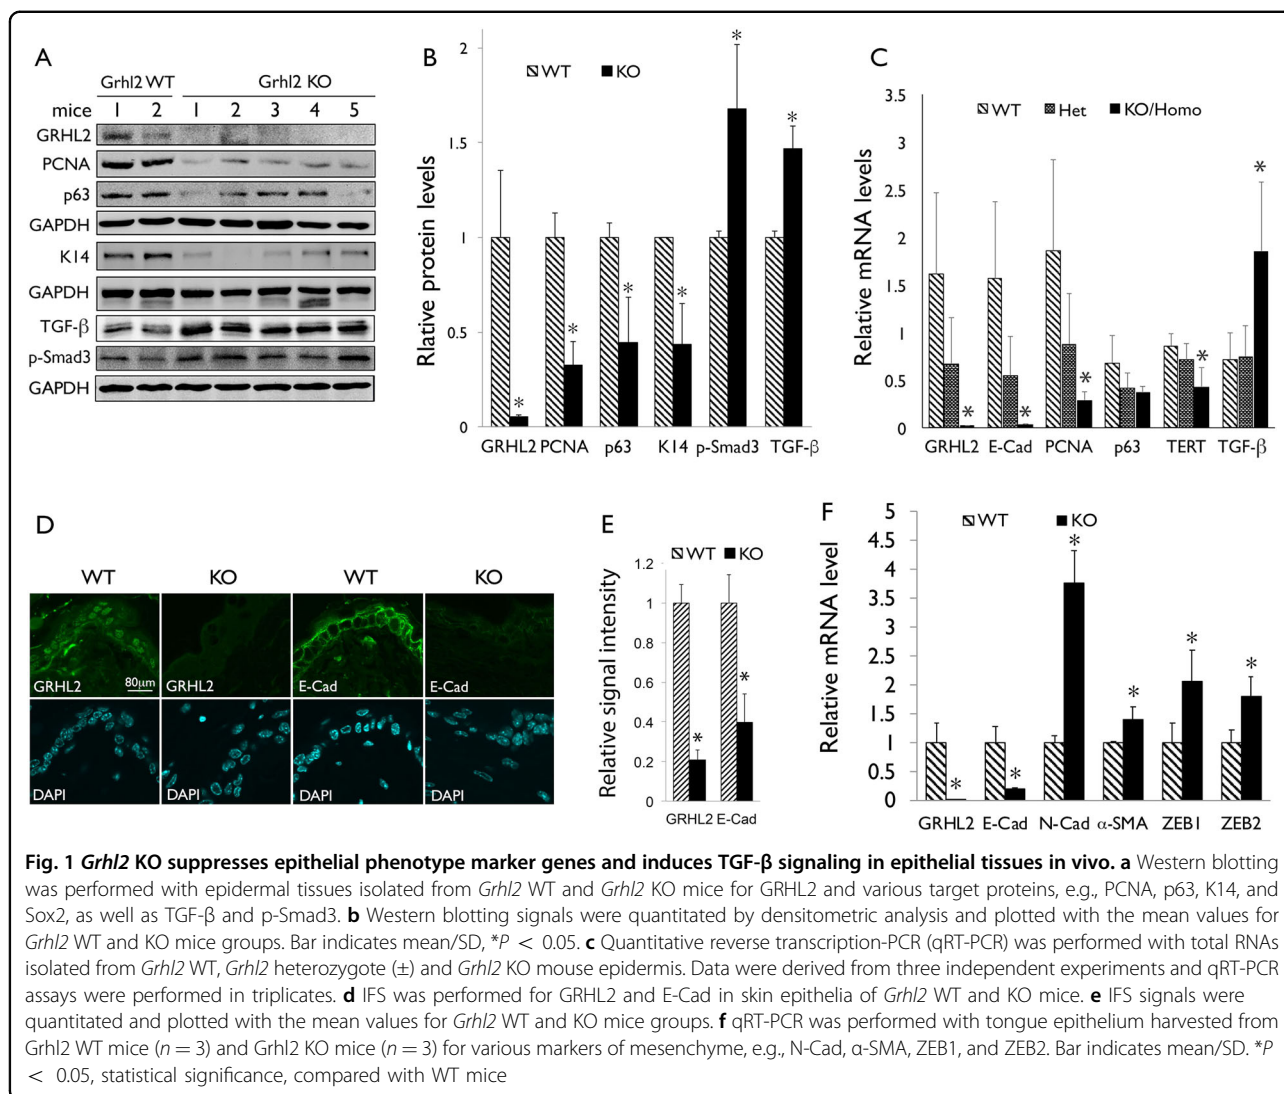 A
Grhl2 WT Grhl2 KO
mice 1 2 1 2 3 4 5
GRHL2
PCNA
p63
GAPDH
K14
GAPDH
TGF-β
p-Smad3
GAPDH
B
WT KO
Rlative protein levels
2
1.5
1
0.5
0
* * * * * *
GRHL2 PCNA p63 K14 p-Smad3 TGF-β
C
WT Het KO/Homo
Relative mRNA levels
3.5
3
2.5
2
1.5
1
0.5
0
* * * * *
GRHL2 E-Cad PCNA p63 TERT TGF-β
D
WT KO WT KO
GRHL2 80μm GRHL2 E-Cad E-Cad
DAPI DAPI DAPI DAPI
E
WT KO
Relative signal intensity
1.2
1
0.8
0.6
0.4
0.2
0
* *
GRHL2 E-Cad
F
WT KO
Relative mRNA level
5
4.5
4
3.5
3
2.5
2
1.5
1
0.5
0
* * * * * *
GRHL2 E-Cad N-Cad α-SMA ZEB1 ZEB2
Fig. 1 Grhl2 KO suppresses epithelial phenotype marker genes and induces TGF-β signaling in epithelial tissues in vivo. a Western blotting
was performed with epidermal tissues isolated from Grhl2 WT and Grhl2 KO mice for GRHL2 and various target proteins, e.g., PCNA, p63, K14, and
Sox2, as well as TGF-β and p-Smad3. b Western blotting signals were quantitated by densitometric analysis and plotted with the mean values for
Grhl2 WT and KO mice groups. Bar indicates mean/SD, *P < 0.05. c Quantitative reverse transcription-PCR (qRT-PCR) was performed with total RNAs
isolated from Grhl2 WT, Grhl2 heterozygote (±) and Grhl2 KO mouse epidermis. Data were derived from three independent experiments and qRT-PCR
assays were performed in triplicates. d IFS was performed for GRHL2 and E-Cad in skin epithelia of Grhl2 WT and KO mice. e IFS signals were
quantitated and plotted with the mean values for Grhl2 WT and KO mice groups. f qRT-PCR was performed with tongue epithelium harvested from
Grhl2 WT mice (n = 3) and Grhl2 KO mice (n = 3) for various markers of mesenchyme, e.g., N-Cad, α-SMA, ZEB1, and ZEB2. Bar indicates mean/SD. *P
< 0.05, statistical significance, compared with WT mice